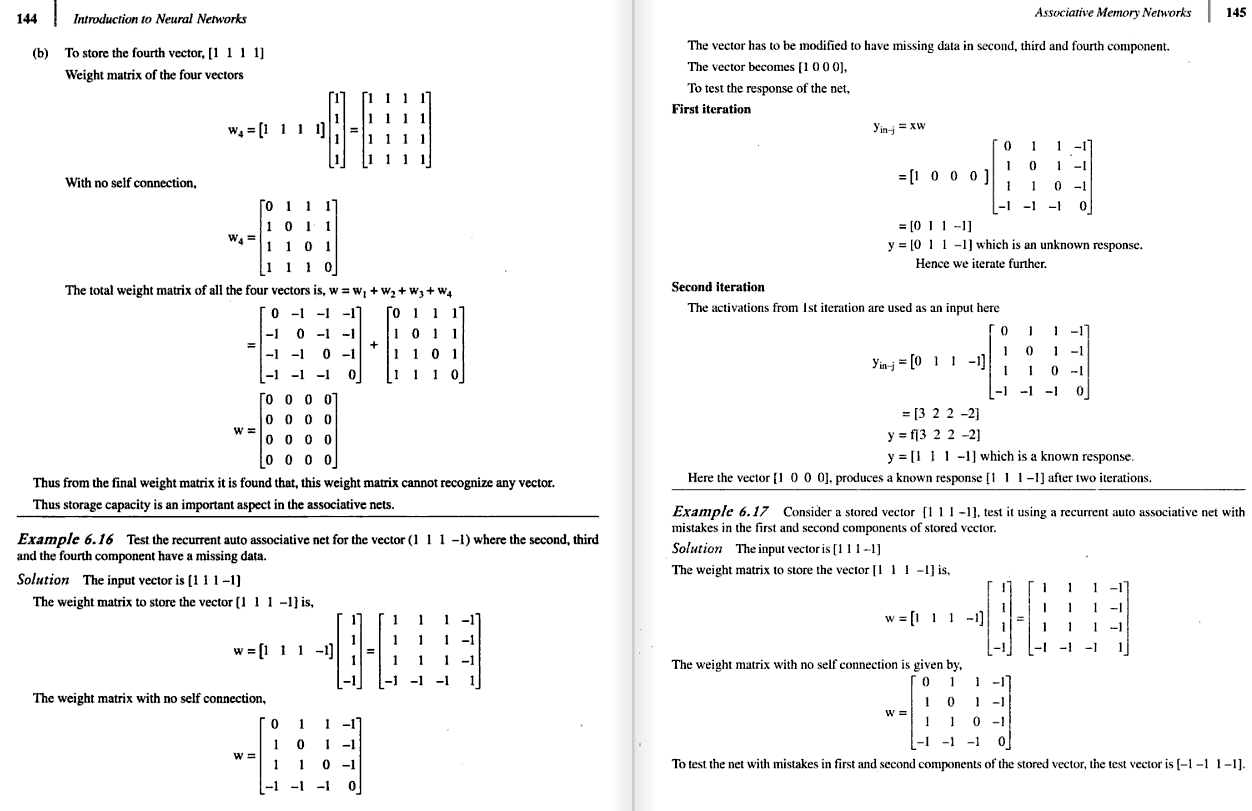 144 Introduction to Neural Networks
(b) To store the fourth vector, [1 1 1 1]
Weight matrix of the four vectors
w4 = [1 1 1 1] [1 1 1 1] = [1 1 1 1
1 1 1 1
1 1 1 1
1 1 1 1]
With no self connection,
w4 = [0 1 1 1
1 0 1 1
1 1 0 1
1 1 1 0]
The total weight matrix of all the four vectors is, w = w1 + w2 + w3 + w4
= [0 -1 -1 -1 + [0 1 1 1
-1 0 -1 -1 1 0 1 1
-1 -1 0 -1 1 1 0 1
-1 -1 -1 0] 1 1 1 0]
w = [0 0 0 0
0 0 0 0
0 0 0 0
0 0 0 0]
Thus from the final weight matrix it is found that, this weight matrix cannot recognize any vector.
Thus storage capacity is an important aspect in the associative nets.
Example 6.16 Test the recurrent auto associative net for the vector (1 1 1 -1) where the second, third
and the fourth component have a missing data.
Solution The input vector is [1 1 1 -1]
The weight matrix to store the vector [1 1 1 -1] is,
w = [1 1 1 -1] [1 1 1 -1] = [1 1 1 -1
1 1 1 -1
1 1 1 -1
-1 -1 -1 1]
The weight matrix with no self connection,
w = [0 1 1 -1
1 0 1 -1
1 1 0 -1
-1 -1 -1 0]
Associative Memory Networks 145
The vector has to be modified to have missing data in second, third and fourth component.
The vector becomes [1 0 0 0],
To test the response of the net,
First iteration
yin-j = xw
= [1 0 0 0] [0 1 1 -1
1 0 1 -1
1 1 0 -1
-1 -1 -1 0]
= [0 1 1 -1]
y = [0 1 1 -1] which is an unknown response.
Hence we iterate further.
Second iteration
The activations from 1st iteration are used as an input here
yin-j = [0 1 1 -1] [0 1 1 -1
1 0 1 -1
1 1 0 -1
-1 -1 -1 0]
= [3 2 2 -2]
y = f[3 2 2 -2]
y = [1 1 1 -1] which is a known response.
Here the vector [1 0 0 0], produces a known response [1 1 1 -1] after two iterations.
Example 6.17 Consider a stored vector [1 1 1 -1], test it using a recurrent auto associative net with
mistakes in the first and second components of stored vector.
Solution The input vector is [1 1 1 -1]
The weight matrix to store the vector [1 1 1 -1] is,
w = [1 1 1 -1] [1 1 1 -1] = [1 1 1 -1
1 1 1 -1
1 1 1 -1
-1 -1 -1 1]
The weight matrix with no self connection is given by,
w = [0 1 1 -1
1 0 1 -1
1 1 0 -1
-1 -1 -1 0]
To test the net with mistakes in first and second components of the stored vector, the test vector is [-1 -1 1 -1].